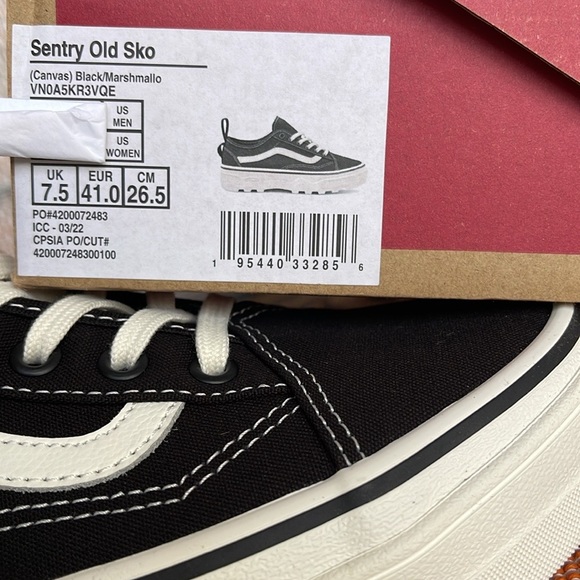 Sentry Old Sko
(Canvas) Black/Marshmallo
VN0A5KR3VQE
US MEN
US WOMEN
UK EUR CM
7.5 41.0 26.5
PO#4200072483
ICC - 03/22
CPSIA PO/CUT#
420007248300100
1 95440 33285 6